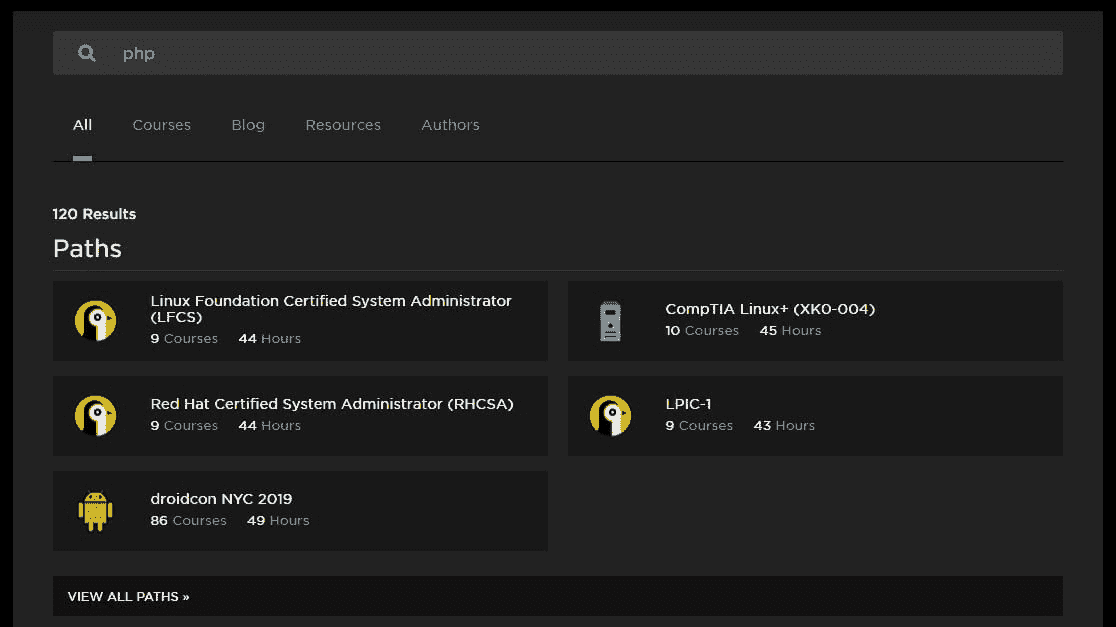 php
All Courses Blog Resources Authors
120 Results
Paths
Linux Foundation Certified System Administrator
(LFCS)
9 Courses 44 Hours
CompTIA Linux+ (XK0-004)
10 Courses 45 Hours
Red Hat Certified System Administrator (RHCSA)
9 Courses 44 Hours
LPIC-1
9 Courses 43 Hours
droidcon NYC 2019
86 Courses 49 Hours
VIEW ALL PATHS »